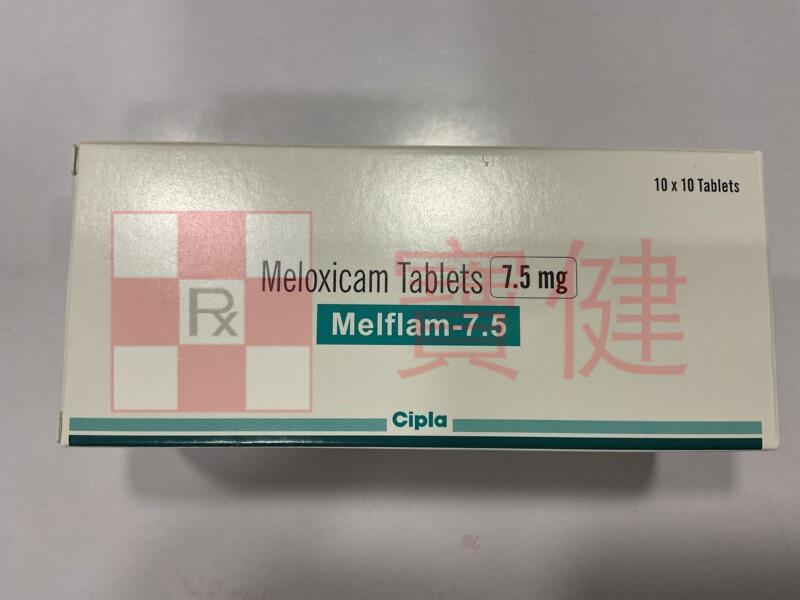 10 x 10 Tablets
Meloxicam Tablets 7.5 mg
Melflam-7.5
Rx
寶健
Cipla